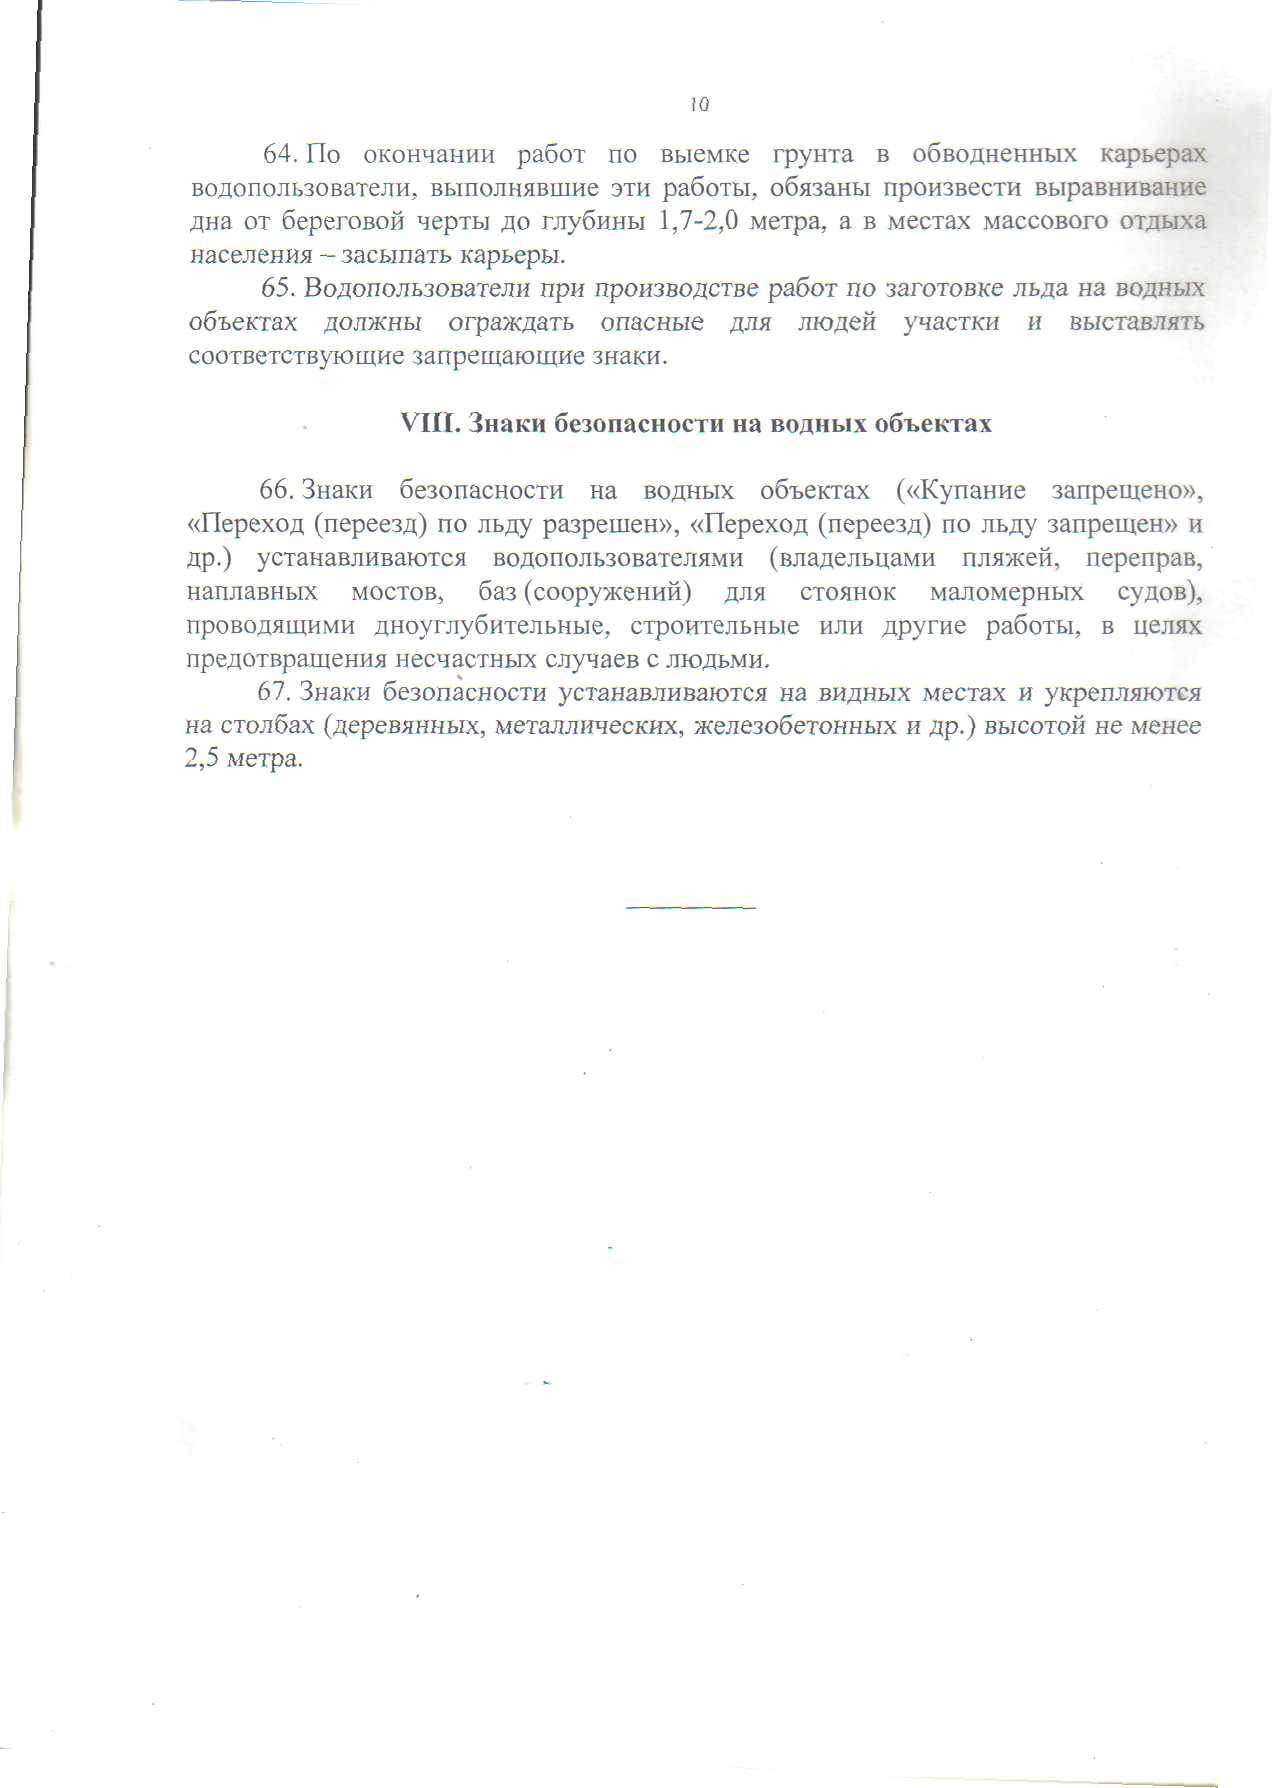 10
64. По окончании работ по выемке грунта в обводненных карьерах
водопользователи, выполнявшие эти работы, обязаны произвести выравнивание
дна от береговой черты до глубины 1,7-2,0 метра, а в местах массового отдыха
населения – засыпать карьеры.
65. Водопользователи при производстве работ по заготовке льда на водных
объектах должны ограждать опасные для людей участки и выставлять
соответствующие запрещающие знаки.
VIII. Знаки безопасности на водных объектах
66. Знаки безопасности на водных объектах («Купание запрещено»,
«Переход (переезд) по льду разрешен», «Переход (переезд) по льду запрещен» и
др.) устанавливаются водопользователями (владельцами пляжей, переправ,
наплавных мостов, баз (сооружений) для стоянок маломерных судов),
проводящими дноуглубительные, строительные или другие работы, в целях
предотвращения несчастных случаев с людьми.
67. Знаки безопасности устанавливаются на видных местах и укрепляются
на столбах (деревянных, металлических, железобетонных и др.) высотой не менее
2,5 метра.